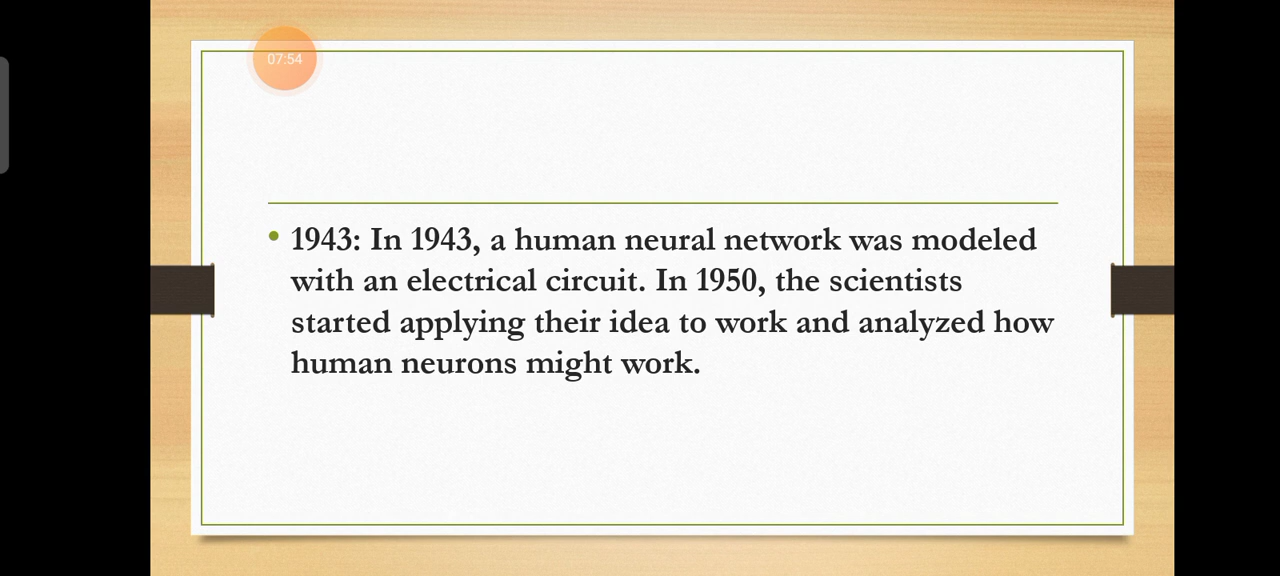 07:54
• 1943: In 1943, a human neural network was modeled
with an electrical circuit. In 1950, the scientists
started applying their idea to work and analyzed how
human neurons might work.